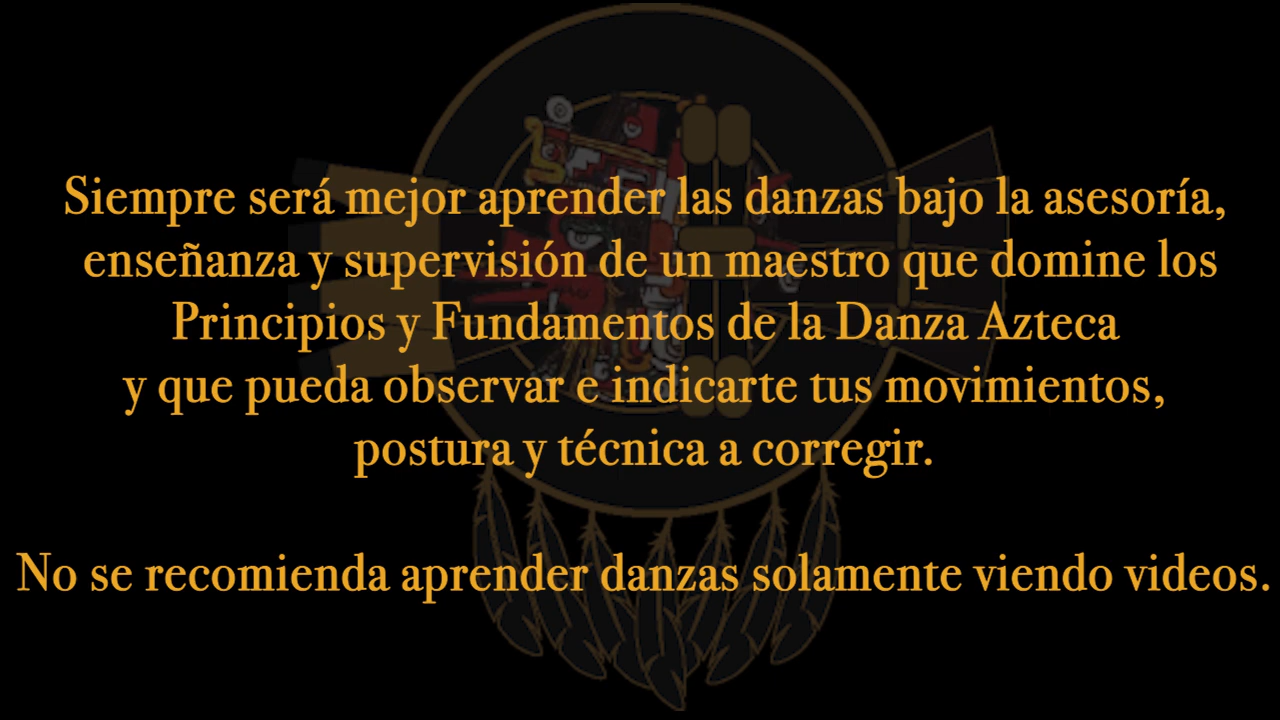 Siempre será mejor aprender las danzas bajo la asesoría,
enseñanza y supervisión de un maestro que domine los
Principios y Fundamentos de la Danza Azteca
y que pueda observar e indicarte tus movimientos,
postura y técnica a corregir.
No se recomienda aprender danzas solamente viendo videos.